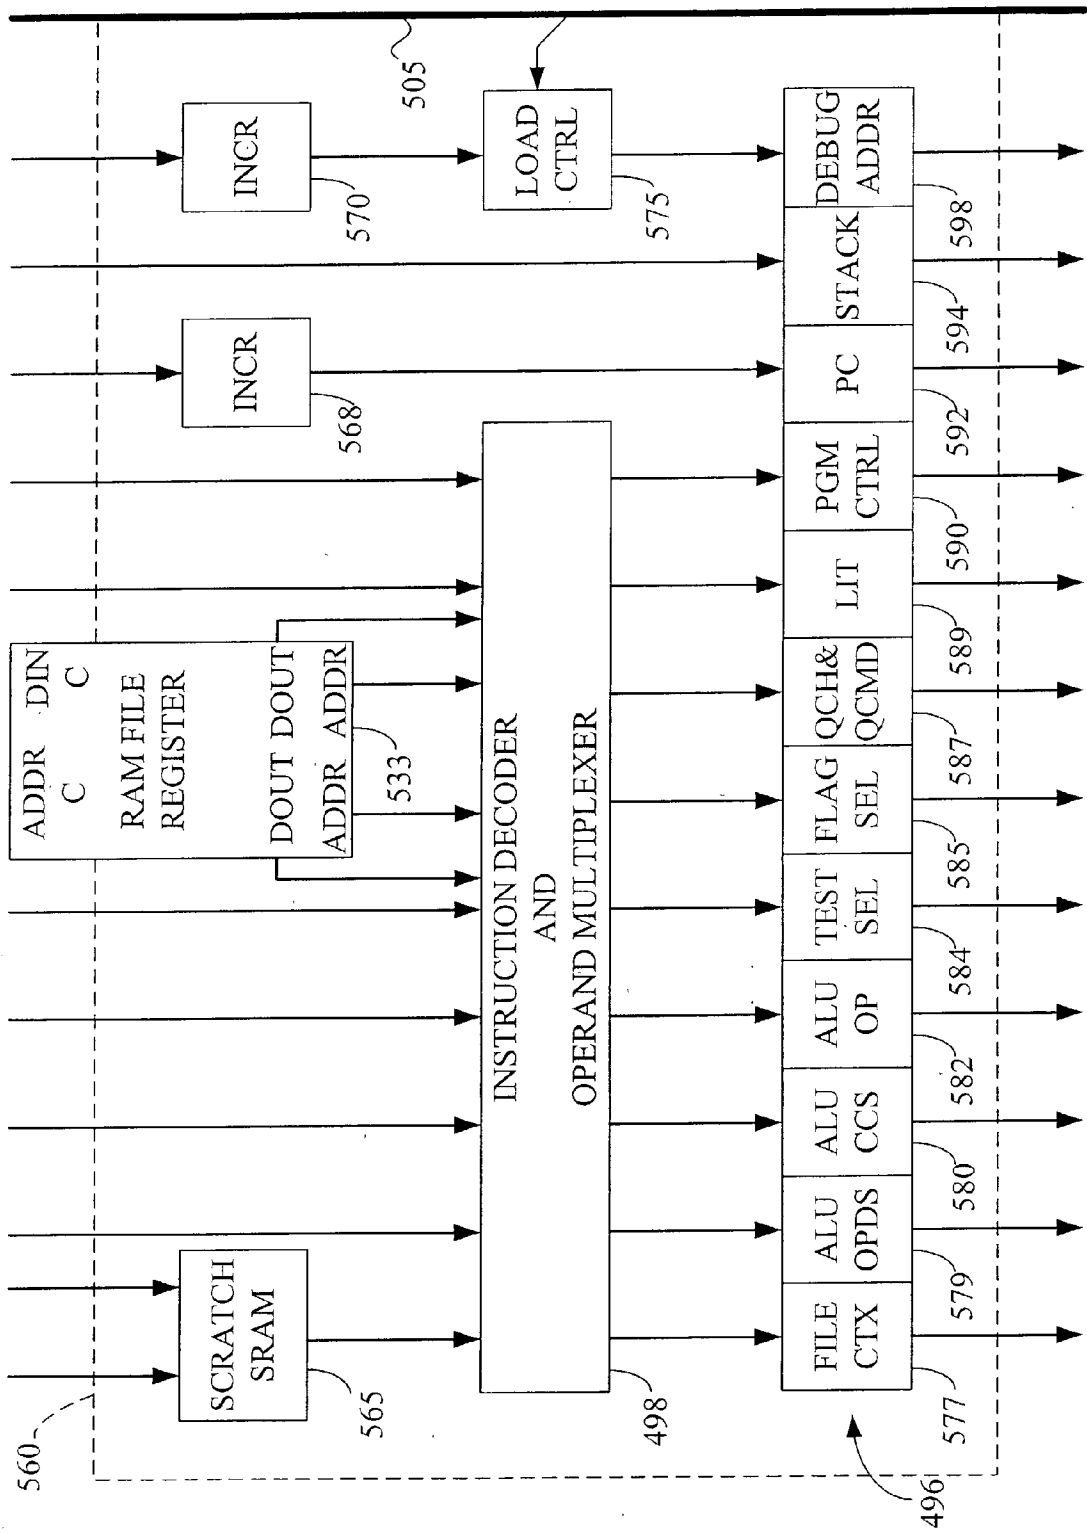 560
505
SCRATCH
SRAM
565
ADDR DIN
C C
RAM FILE
REGISTER
DOUT DOUT
ADDR ADDR
533
INCR
568
INCR
570
INSTRUCTION DECODER
AND
OPERAND MULTIPLEXER
498
LOAD
CTRL
575
496
FILE
CTX
577
ALU
OPDS
579
ALU
CCS
580
ALU
OP
582
TEST
SEL
584
FLAG
SEL
585
QCH&
QCMD
587
LIT
589
PGM
CTRL
590
PC
592
STACK
594
DEBUG
ADDR
598